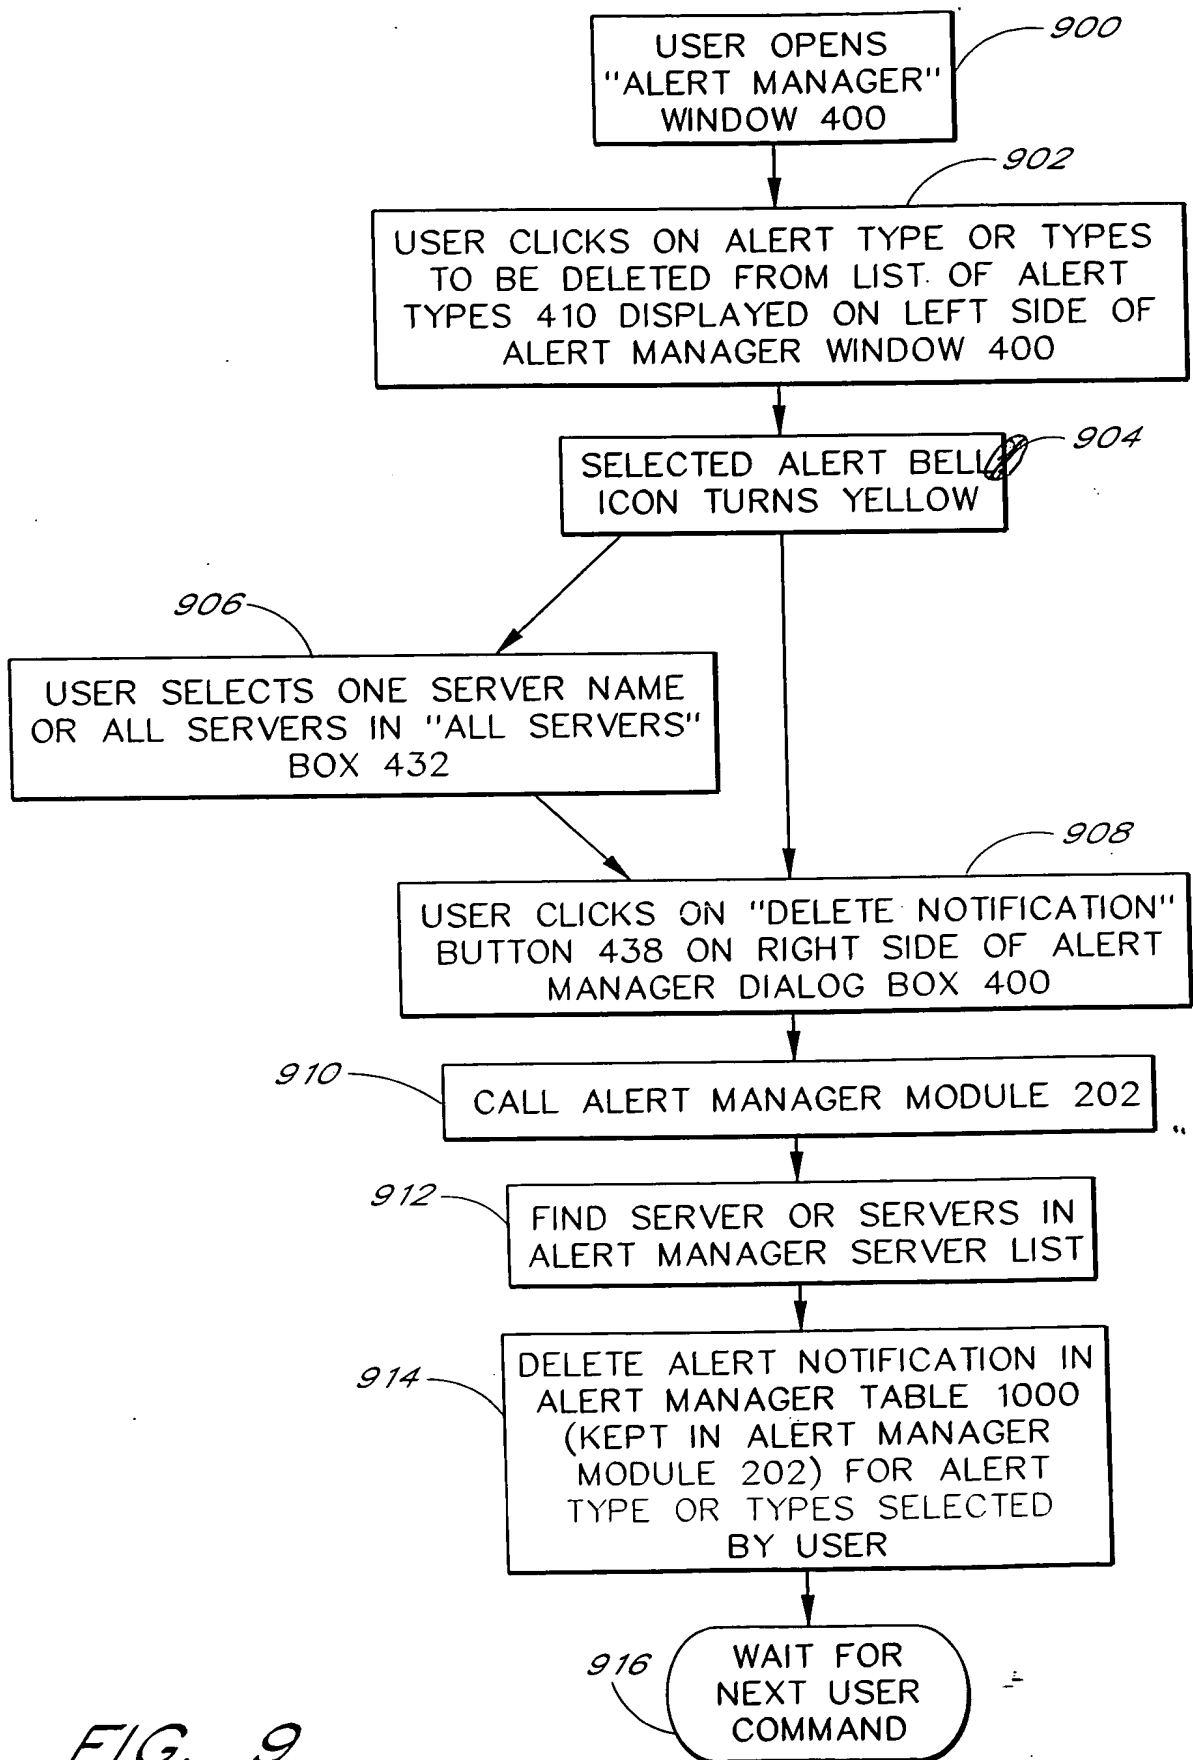 900
USER OPENS
"ALERT MANAGER"
WINDOW 400
902
USER CLICKS ON ALERT TYPE OR TYPES
TO BE DELETED FROM LIST OF ALERT
TYPES 410 DISPLAYED ON LEFT SIDE OF
ALERT MANAGER WINDOW 400
904
SELECTED ALERT BELL
ICON TURNS YELLOW
906
USER SELECTS ONE SERVER NAME
OR ALL SERVERS IN "ALL SERVERS"
BOX 432
908
USER CLICKS ON "DELETE NOTIFICATION"
BUTTON 438 ON RIGHT SIDE OF ALERT
MANAGER DIALOG BOX 400
910
CALL ALERT MANAGER MODULE 202
912
FIND SERVER OR SERVERS IN
ALERT MANAGER SERVER LIST
914
DELETE ALERT NOTIFICATION IN
ALERT MANAGER TABLE 1000
(KEPT IN ALERT MANAGER
MODULE 202) FOR ALERT
TYPE OR TYPES SELECTED
BY USER
916
WAIT FOR
NEXT USER
COMMAND
FIG. 9